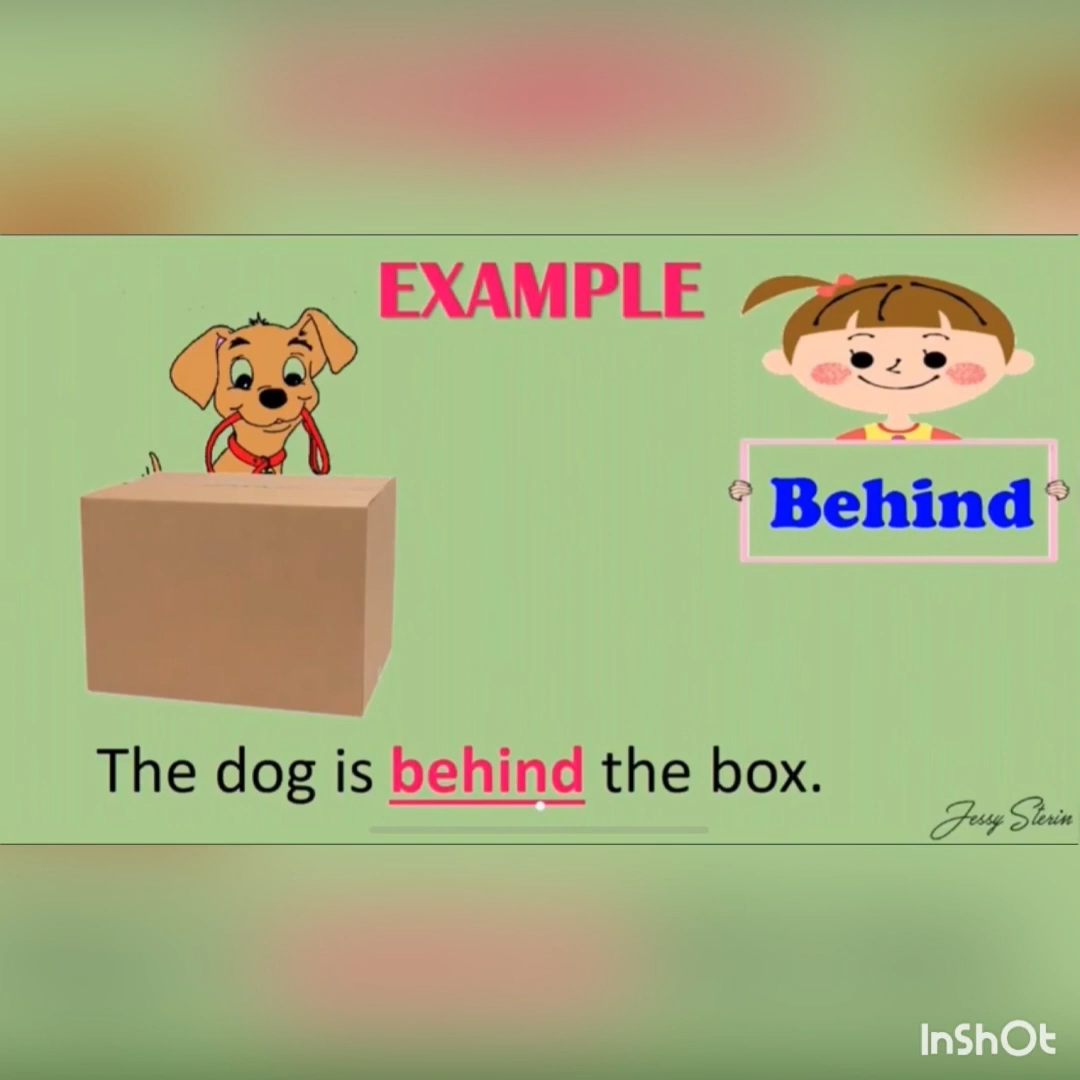 EXAMPLE
Behind
The dog is behind the box.
Jessy Sterin
InShOt